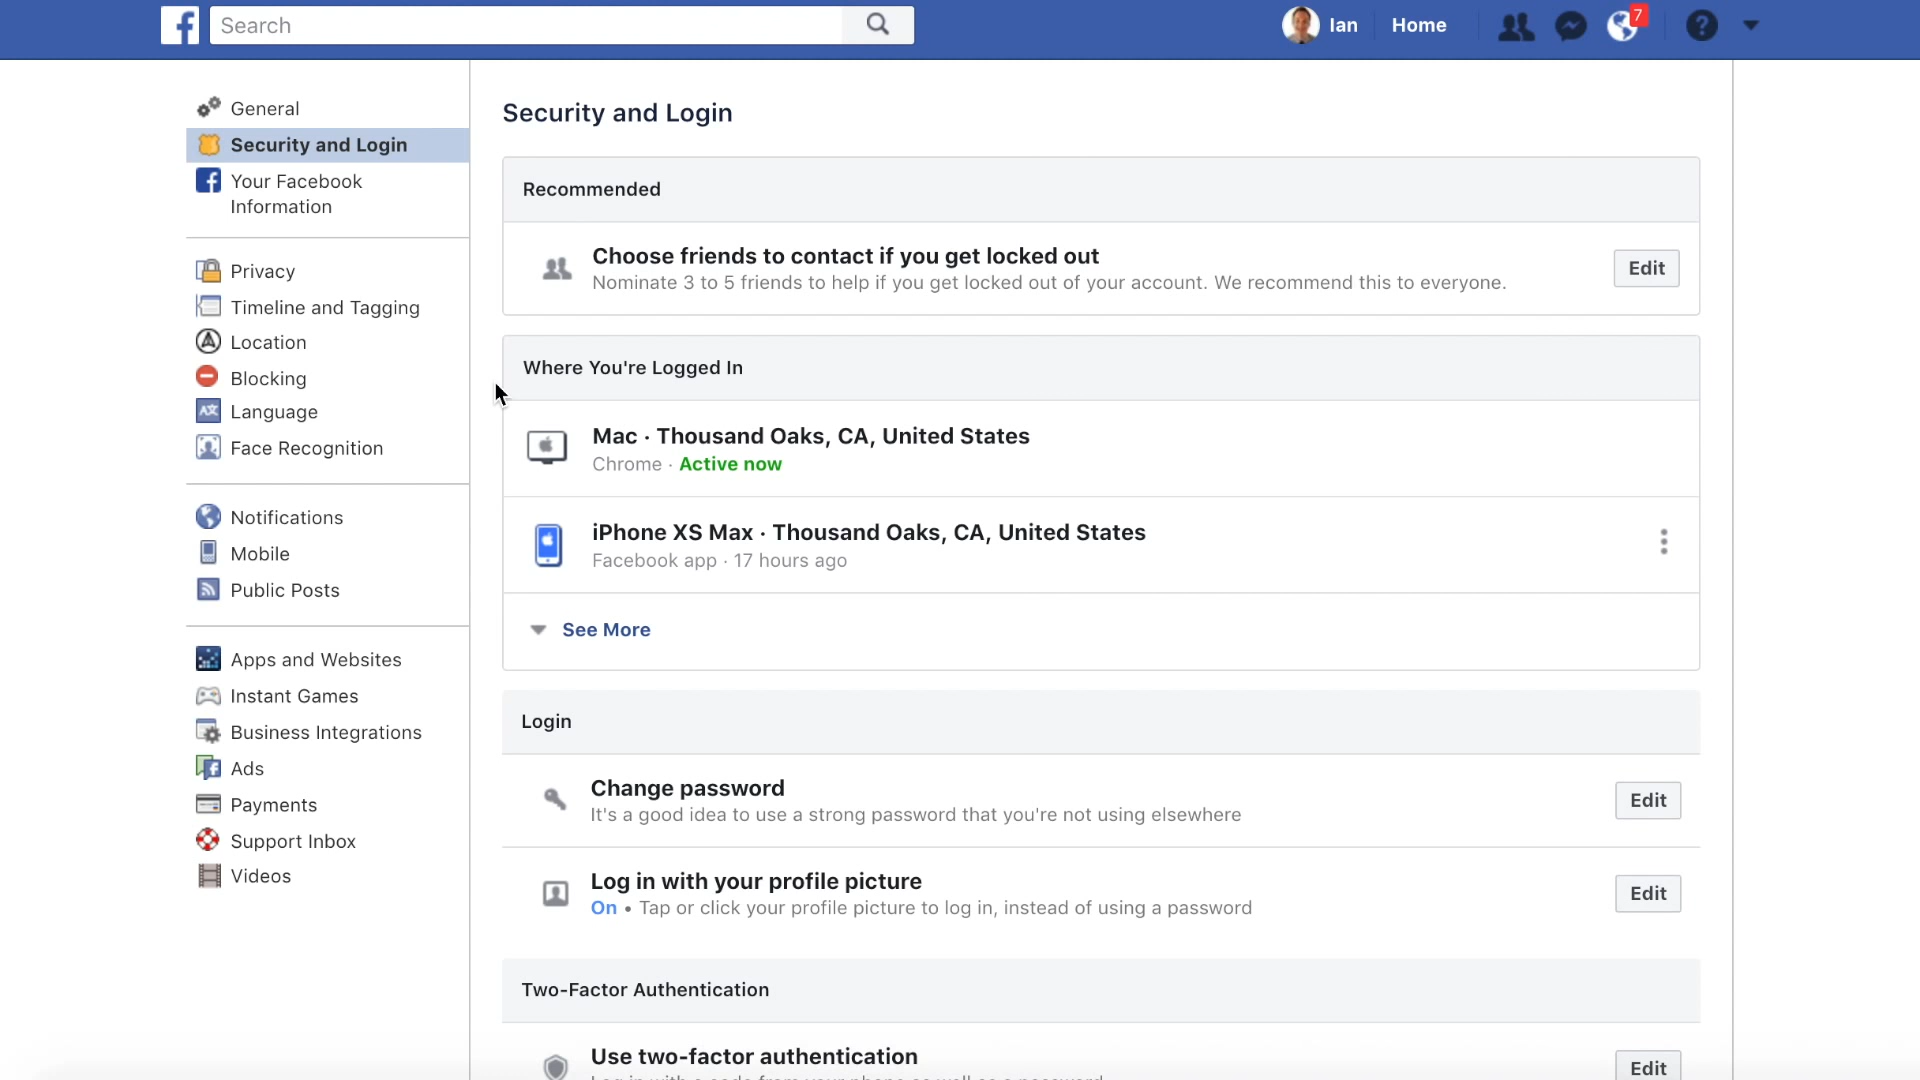 Search
Ian
Home
7
General
Security and Login
Your Facebook
Information
Privacy
Timeline and Tagging
Location
Blocking
Language
Face Recognition
Notifications
Mobile
Public Posts
Apps and Websites
Instant Games
Business Integrations
Ads
Payments
Support Inbox
Videos
Security and Login
Recommended
Choose friends to contact if you get locked out
Nominate 3 to 5 friends to help if you get locked out of your account. We recommend this to everyone.
Edit
Where You're Logged In
Mac · Thousand Oaks, CA, United States
Chrome · Active now
iPhone XS Max · Thousand Oaks, CA, United States
Facebook app · 17 hours ago
See More
Login
Change password
It's a good idea to use a strong password that you're not using elsewhere
Edit
Log in with your profile picture
On • Tap or click your profile picture to log in, instead of using a password
Edit
Two-Factor Authentication
Use two-factor authentication
Edit